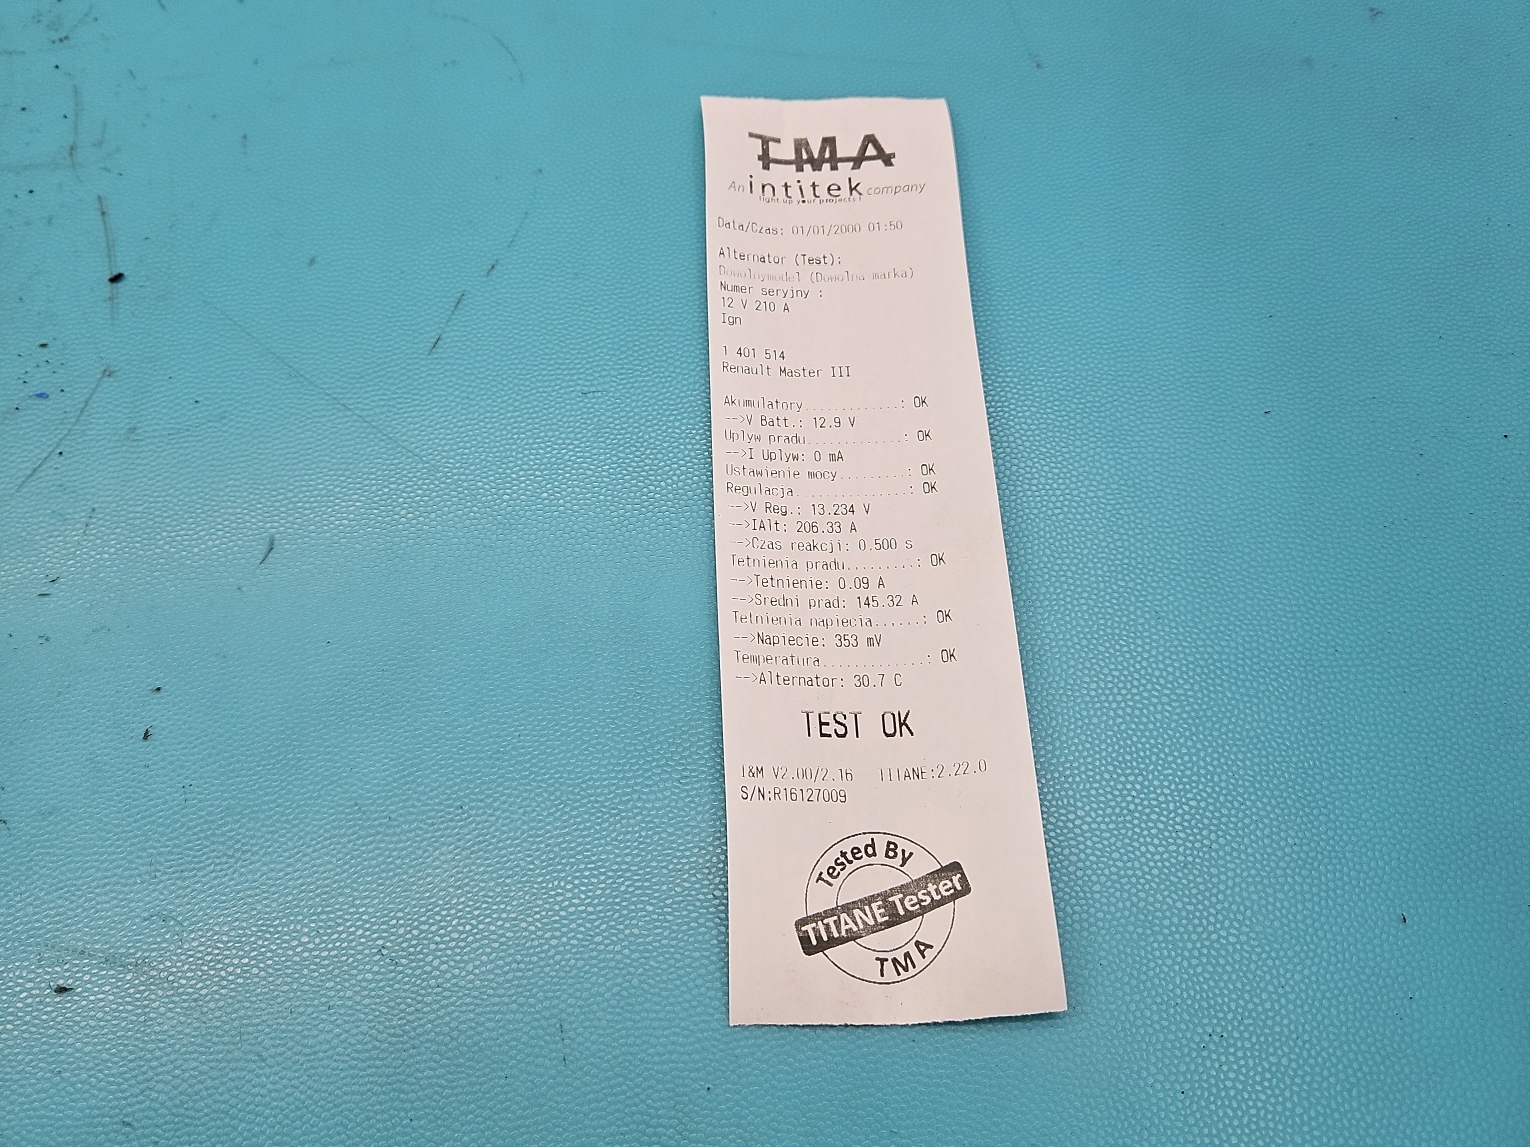 TMA
An intitek company
light up your projects !
Data/Czas: 01/01/2000 01:50
Alternator (Test):
Dowolnymodel (Dowolna marka)
Numer seryjny :
12 V 210 A
Ign
1 401 514
Renault Master III
Akumulatory............: OK
-->V Batt.: 12.9 V
Uplyw pradu............: OK
-->I Uplyw: 0 mA
Ustawienie mocy.........: OK
Regulacja...............: OK
-->V Reg.: 13.234 V
-->IAlt: 206.33 A
-->Czas reakcji: 0.500 s
Tetnienia pradu.........: OK
-->Tetnienie: 0.09 A
-->Sredni prad: 145.32 A
Tetnienia napiecia......: OK
-->Napiecie: 353 mV
Temperatura.............: OK
-->Alternator: 30.7 C
TEST OK
I&M V2.00/2.16 TITANE:2.22.0
S/N:R16127009
Tested By
TITANE Tester
TMA